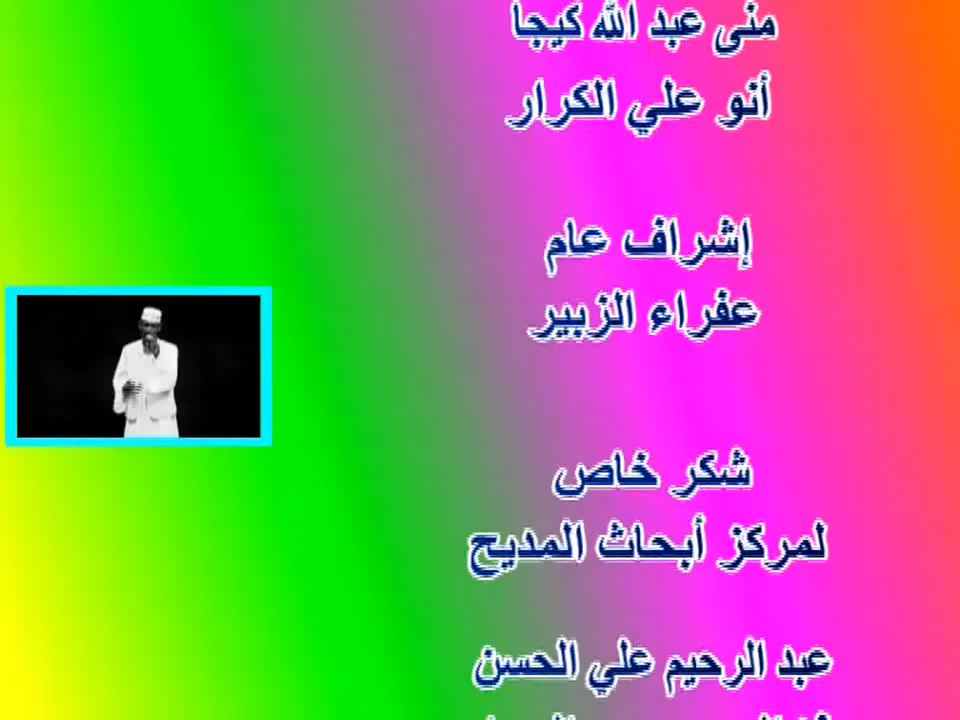 منى عبد الله كيجا
أنو علي الكرار
إشراف عام
عفراء الزبير
شكر خاص
لمركز أبحاث المديح
عبد الرحيم علي الحسن